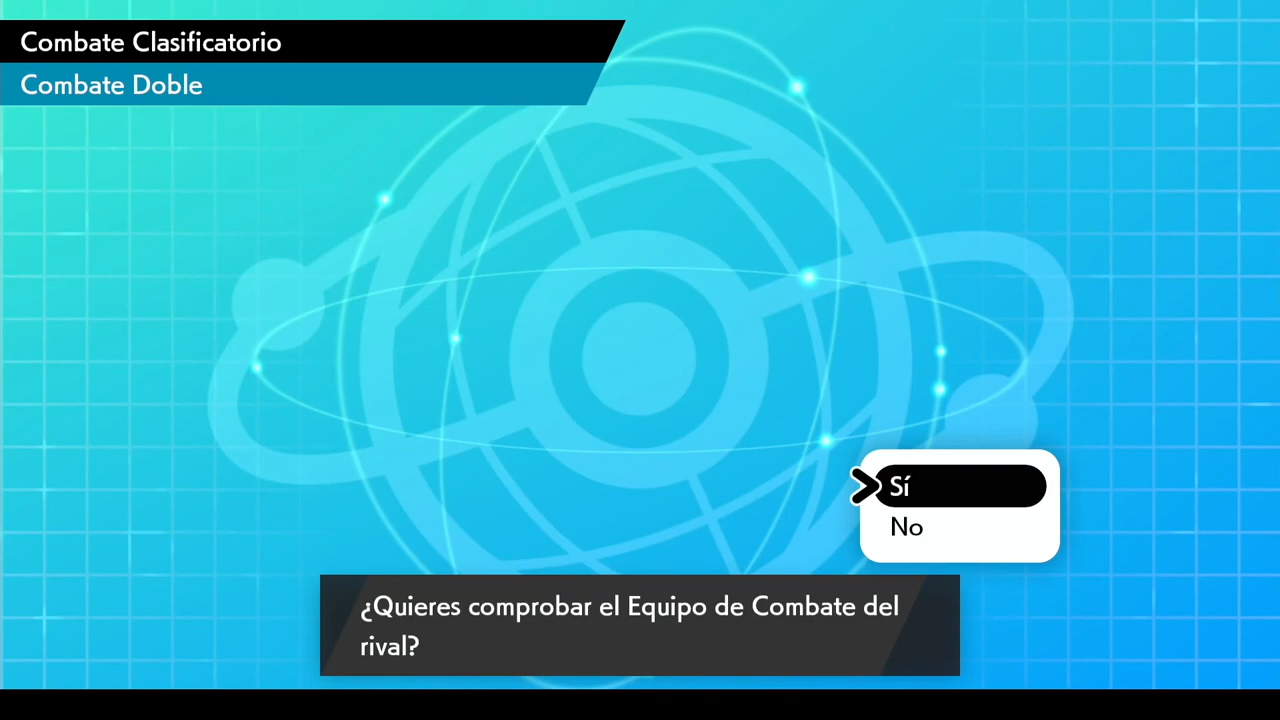 Combate Clasificatorio
Combate Doble
Sí
No
¿Quieres comprobar el Equipo de Combate del
rival?